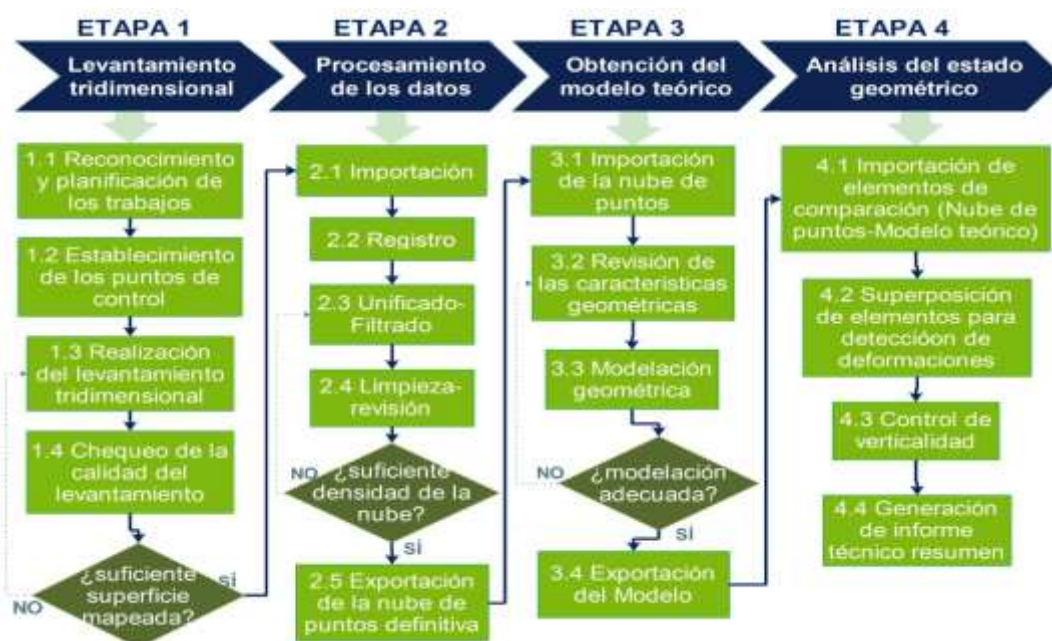 ETAPA 1
Levantamiento
tridimensional
1.1 Reconocimiento
y planificación de
los trabajos
1.2 Establecimiento
de los puntos de
control
1.3 Realización
del levantamiento
tridimensional
1.4 Chequeo de la
calidad del
levantamiento
¿suficiente
superficie
mapeada?
NO
sí
ETAPA 2
Procesamiento
de los datos
2.1 Importación
2.2 Registro
2.3 Unificado-
Filtrado
2.4 Limpieza-
revisión
¿suficiente
densidad de la
nube?
NO
sí
2.5 Exportación
de la nube de
puntos definitiva
ETAPA 3
Obtención del
modelo teórico
3.1 Importación
de la nube de
puntos
3.2 Revisión de
las características
geométricas
3.3 Modelación
geométrica
¿modelación
adecuada?
NO
sí
3.4 Exportación
del Modelo
ETAPA 4
Análisis del estado
geométrico
4.1 Importación de
elementos de
comparación (Nube de
puntos-Modelo teórico)
4.2 Superposición
de elementos para
deteccióon de
deformaciones
4.3 Control de
verticalidad
4.4 Generación
de informe
técnico resumen